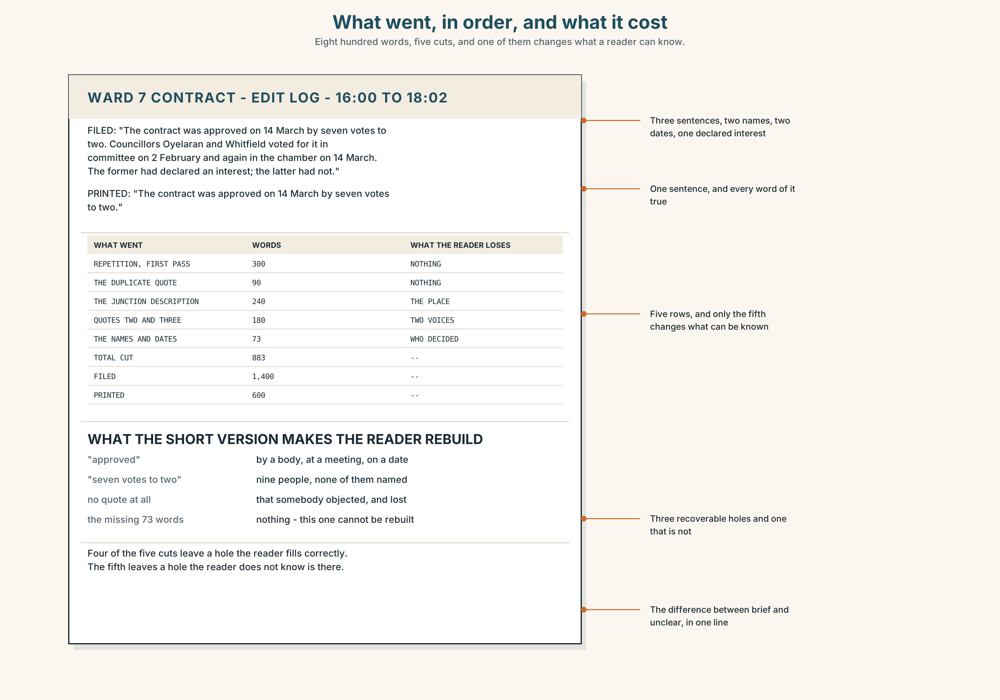 What went, in order, and what it cost
Eight hundred words, five cuts, and one of them changes what a reader can know.
WARD 7 CONTRACT - EDIT LOG - 16:00 TO 18:02
FILED: "The contract was approved on 14 March by seven votes to
two. Councillors Oyelaran and Whitfield voted for it in
committee on 2 February and again in the chamber on 14 March.
The former had declared an interest; the latter had not."
PRINTED: "The contract was approved on 14 March by seven votes
to two."
Three sentences, two names, two
dates, one declared interest
One sentence, and every word of it
true
WHAT WENT WORDS WHAT THE READER LOSES
REPETITION, FIRST PASS 300 NOTHING
THE DUPLICATE QUOTE 90 NOTHING
THE JUNCTION DESCRIPTION 240 THE PLACE
QUOTES TWO AND THREE 180 TWO VOICES
THE NAMES AND DATES 73 WHO DECIDED
TOTAL CUT 883 --
FILED 1,400 --
PRINTED 600 --
Five rows, and only the fifth
changes what can be known
WHAT THE SHORT VERSION MAKES THE READER REBUILD
"approved" by a body, at a meeting, on a date
"seven votes to two" nine people, none of them named
no quote at all that somebody objected, and lost
the missing 73 words nothing - this one cannot be rebuilt
Three recoverable holes and one
that is not
Four of the five cuts leave a hole the reader fills correctly.
The fifth leaves a hole the reader does not know is there.
The difference between brief and
unclear, in one line